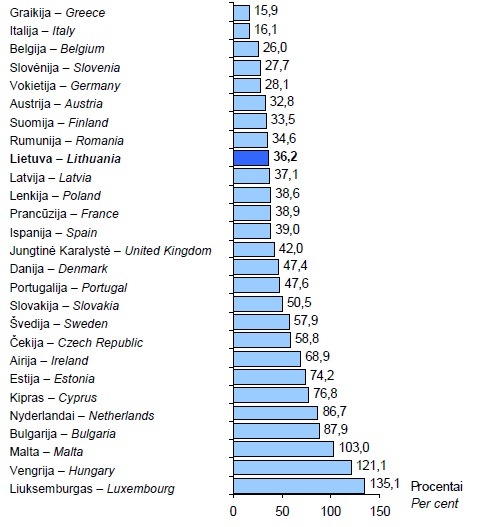 Graikija – Greece 15,9
Italija – Italy 16,1
Belgija – Belgium 26,0
Slovėnija – Slovenia 27,7
Vokietija – Germany 28,1
Austrija – Austria 32,8
Suomija – Finland 33,5
Rumunija – Romania 34,6
Lietuva – Lithuania 36,2
Latvija – Latvia 37,1
Lenkija – Poland 38,6
Prancūzija – France 38,9
Ispanija – Spain 39,0
Jungtinė Karalystė – United Kingdom 42,0
Danija – Denmark 47,4
Portugalija – Portugal 47,6
Slovakija – Slovakia 50,5
Švedija – Sweden 57,9
Čekija – Czech Republic 58,8
Airija – Ireland 68,9
Estija – Estonia 74,2
Kipras – Cyprus 76,8
Nyderlandai – Netherlands 86,7
Bulgarija – Bulgaria 87,9
Malta – Malta 103,0
Vengrija – Hungary 121,1
Liuksemburgas – Luxembourg 135,1
Procentai
Per cent
0 50 100 150